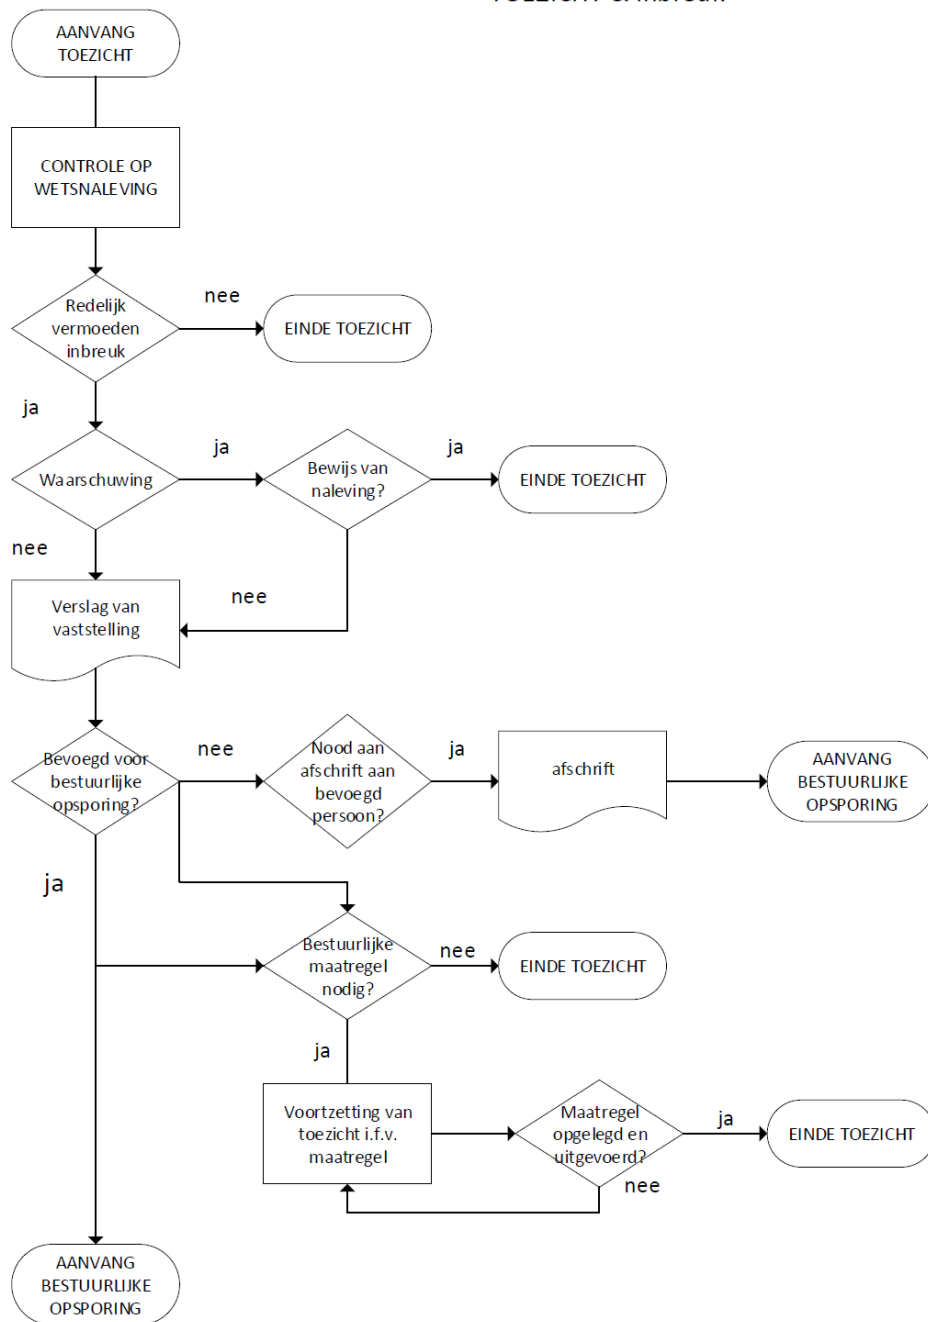 AANVANG
TOEZICHT
CONTROLE OP
WETSNALEVING
Redelijk
vermoeden
inbreuk
nee
EINDE TOEZICHT
ja
Waarschuwing
ja
Bewijs van
naleving?
ja
EINDE TOEZICHT
nee
Verslag van
vaststelling
nee
Bevoegd voor
bestuurlijke
opsporing?
nee
Nood aan
afschrift aan
bevoegd
persoon?
ja
afschrift
AANVANG
BESTUURLIJKE
OPSPORING
ja
Bestuurlijke
maatregel
nodig?
nee
EINDE TOEZICHT
ja
Voortzetting van
toezicht i.f.v.
maatregel
Maatregel
opgelegd en
uitgevoerd?
ja
EINDE TOEZICHT
nee
AANVANG
BESTUURLIJKE
OPSPORING